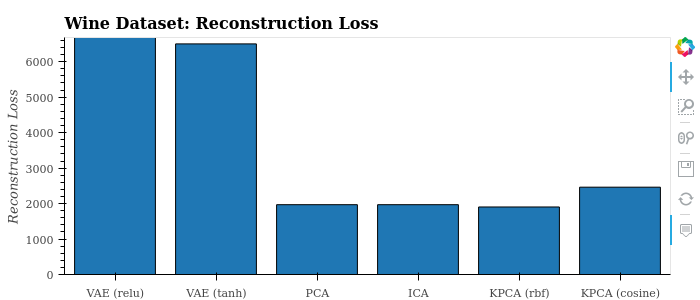 Wine Dataset: Reconstruction Loss
Reconstruction Loss
6000
5000
4000
3000
2000
1000
0
VAE (relu) VAE (tanh) PCA ICA KPCA (rbf) KPCA (cosine)